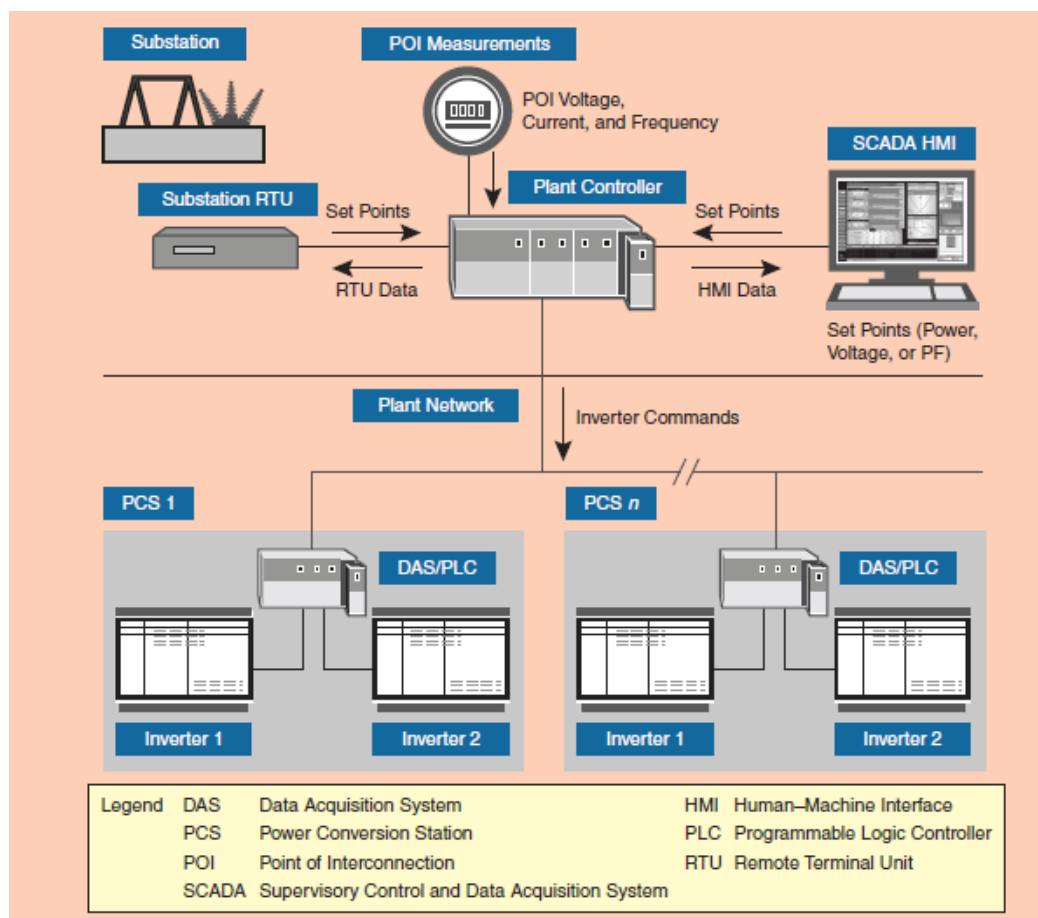 Substation
POI Measurements
POI Voltage,
Current, and Frequency
SCADA HMI
Substation RTU
Plant Controller
Set Points
Set Points
RTU Data
HMI Data
Set Points (Power,
Voltage, or PF)
Plant Network
Inverter Commands
PCS 1
PCS n
DAS/PLC
DAS/PLC
Inverter 1
Inverter 2
Inverter 1
Inverter 2
Legend DAS Data Acquisition System HMI Human–Machine Interface
PCS Power Conversion Station PLC Programmable Logic Controller
POI Point of Interconnection RTU Remote Terminal Unit
SCADA Supervisory Control and Data Acquisition System